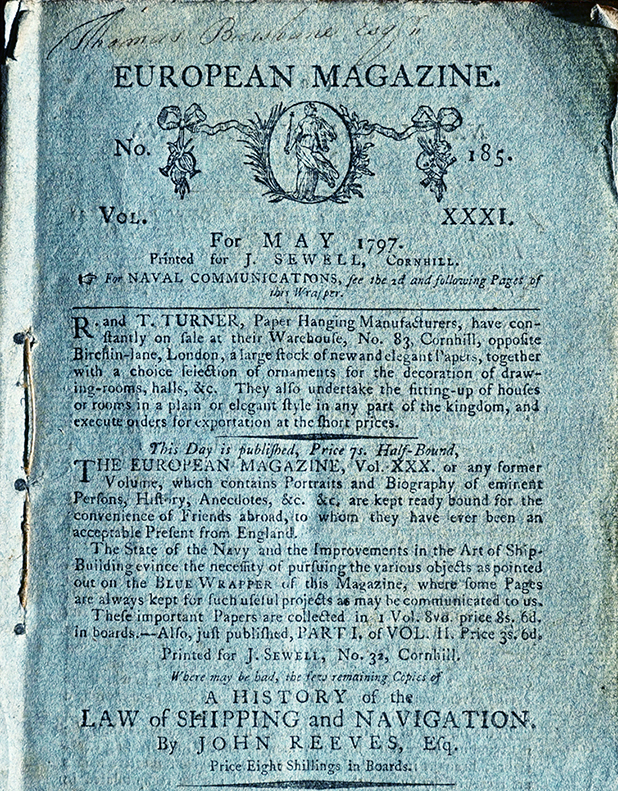 Thomas Brisbane Esqr
EUROPEAN MAGAZINE.
No. 185.
VOL. XXXI.
For MAY 1797.
Printed for J. SEWELL, CORNHILL.
☞ For NAVAL COMMUNICATIONS, ſee the 2d and following Pages of
this Wrapper.
R. and T. TURNER, Paper Hanging Manufacturers, have con-
ſtantly on ſale at their Warehouſe, No. 83, Cornhill, oppoſite
Birchin-lane, London, a large ſtock of new and elegant Papers, together
with a choice ſelection of ornaments for the decoration of draw-
ing-rooms, halls, &c. They alſo undertake the fitting-up of houſes
or rooms in a plain or elegant ſtyle in any part of the kingdom, and
execute orders for exportation at the ſhort prices.
This Day is publiſhed, Price 7s. Half-Bound,
THE EUROPEAN MAGAZINE, Vol. XXX. or any former
Volume, which contains Portraits and Biography of eminent
Perſons, Hiſtory, Anecdotes, &c. &c. are kept ready bound for the
convenience of Friends abroad, to whom they have ever been an
acceptable Preſent from England.
The State of the Navy and the Improvements in the Art of Ship-
Building evince the neceſſity of purſuing the various objects as pointed
out on the BLUE WRAPPER of this Magazine, where ſome Pages
are always kept for ſuch uſeful projects as may be communicated to us.
Theſe important Papers are collected in 1 Vol. 8vo. price 8s. 6d.
in boards.—Alſo, juſt publiſhed, PART I. of VOL. II. Price 3s. 6d.
Printed for J. SEWELL, No. 32, Cornhill.
Where may be had, the few remaining Copies of
A HISTORY of the
LAW of SHIPPING and NAVIGATION.
By JOHN REEVES, Eſq.
Price Eight Shillings in Boards.